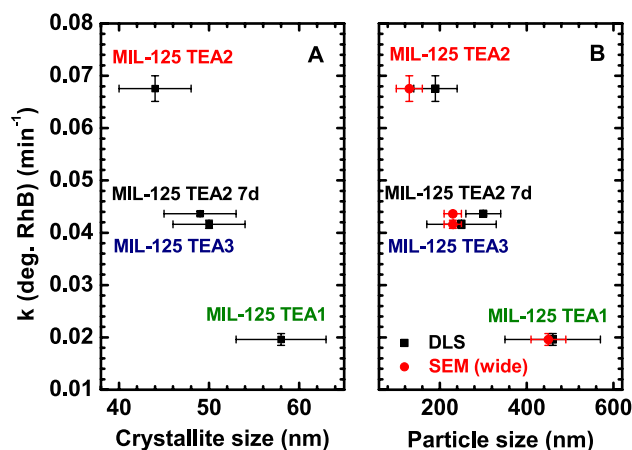 0.08
0.07
0.06
0.05
0.04
0.03
0.02
0.01
k (deg. RhB) (min⁻¹)
A
MIL-125 TEA2
MIL-125 TEA2 7d
MIL-125 TEA3
MIL-125 TEA1
40 50 60
Crystallite size (nm)
B
MIL-125 TEA2
MIL-125 TEA2 7d
MIL-125 TEA3
MIL-125 TEA1
DLS
SEM (wide)
200 400 600
Particle size (nm)